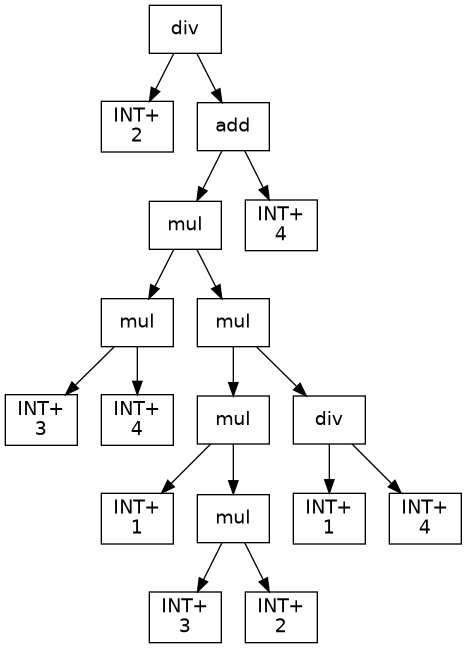 div
INT+
2
add
mul
INT+
4
mul
mul
INT+
3
INT+
4
mul
div
INT+
1
mul
INT+
1
INT+
4
INT+
3
INT+
2